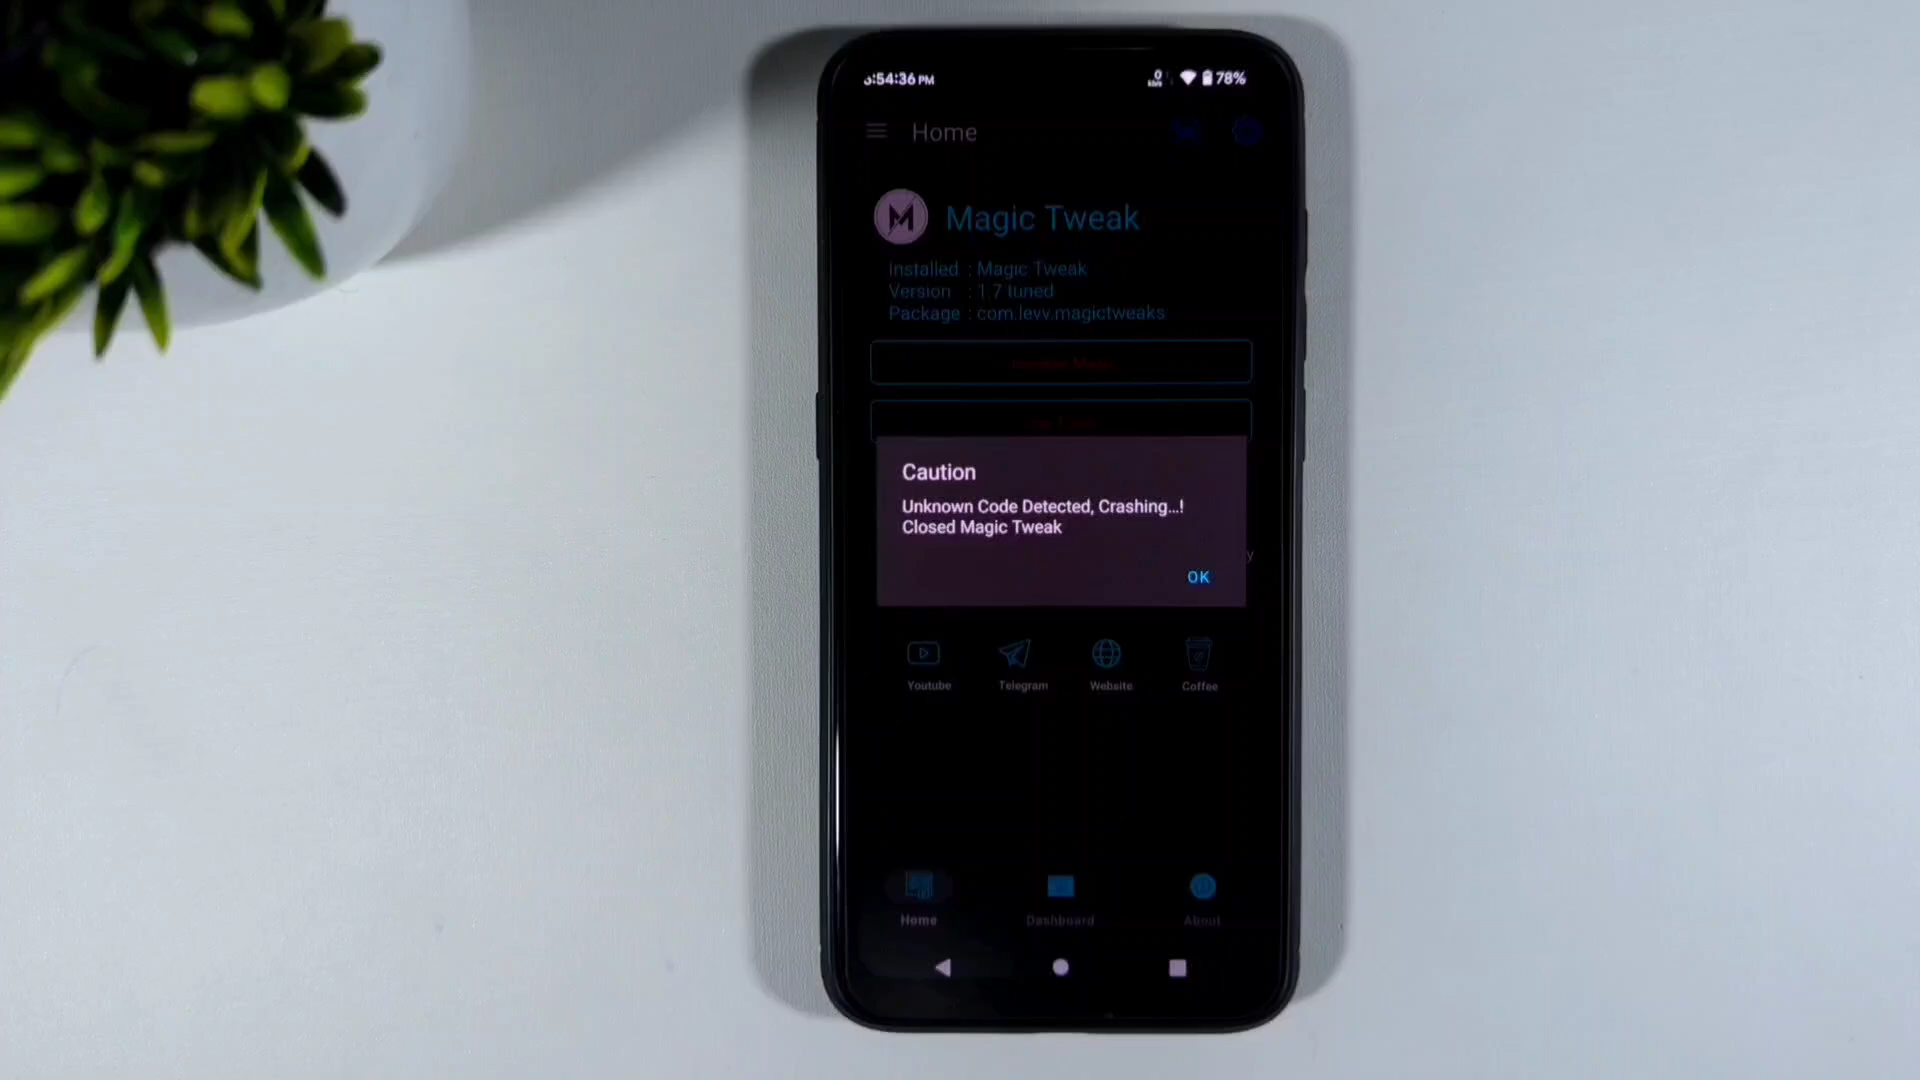 :54:36 PM
0 78%
Home
Magic Tweak
Installed : Magic Tweak
Version : 1.7 tuned
Package : com.levv.magictweaks
Caution
Unknown Code Detected, Crashing...!
Closed Magic Tweak
y
OK
Youtube Telegram Website Coffee
Home Dashboard About